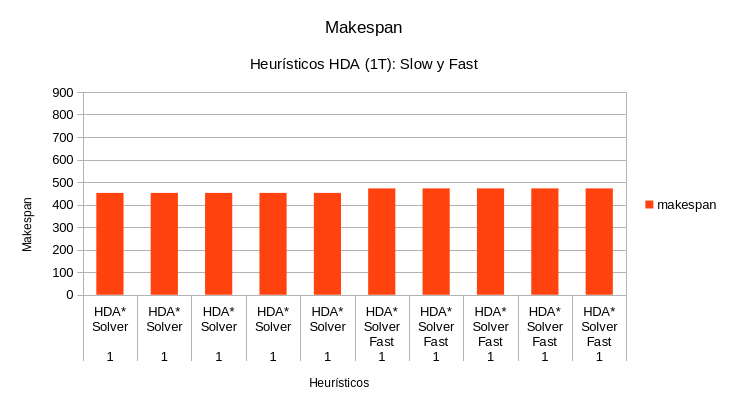 Makespan
Heurísticos HDA (1T): Slow y Fast
900
800
700
600
500
400
300
200
100
0
Makespan
makespan
HDA* HDA* HDA* HDA* HDA* HDA* HDA* HDA* HDA* HDA*
Solver Solver Solver Solver Solver Solver Solver Solver Solver Solver
Fast Fast Fast Fast Fast
1 1 1 1 1 1 1 1 1 1
Heurísticos